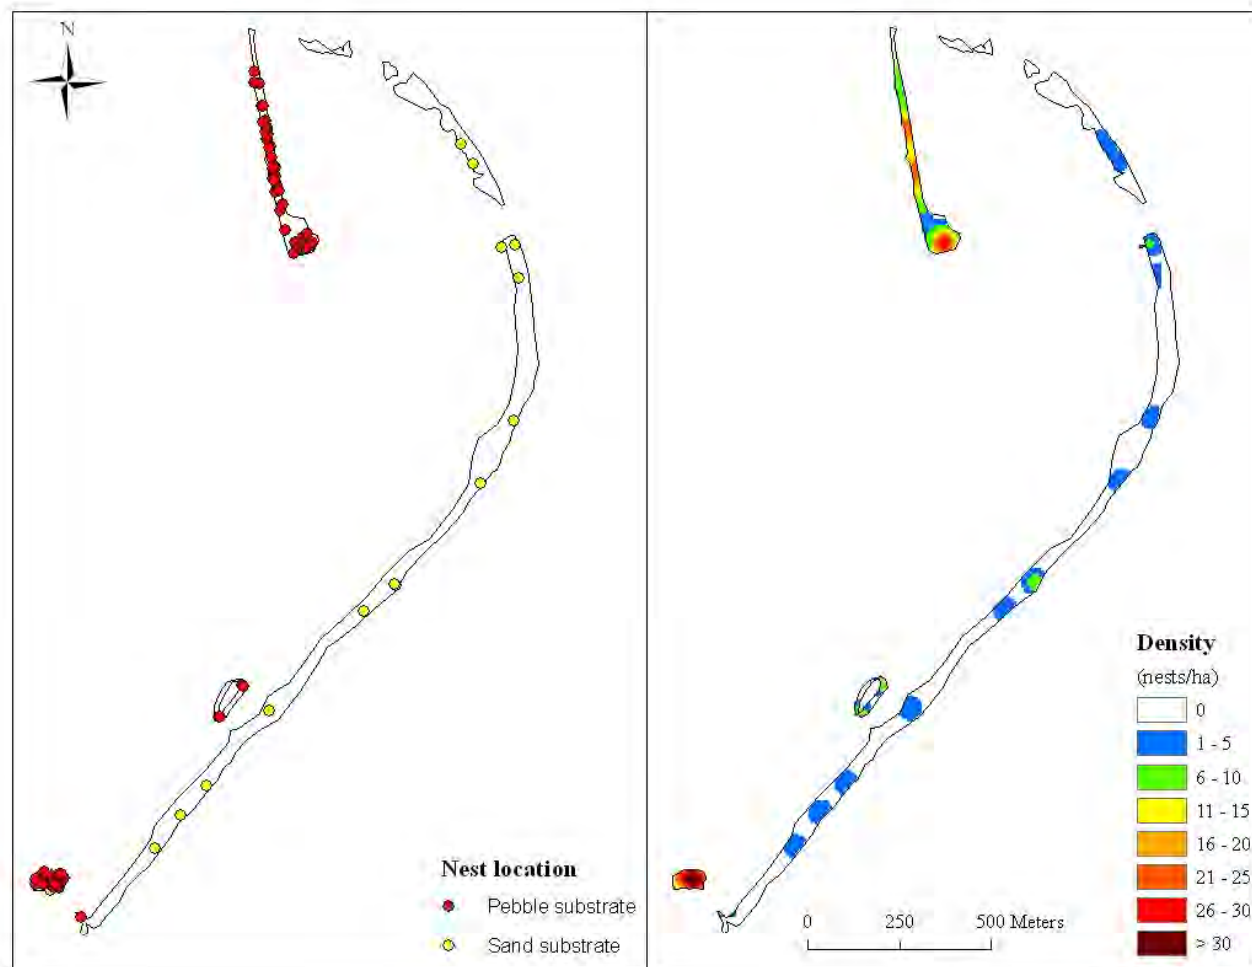 N
Nest location
Pebble substrate
Sand substrate
Density
(nests/ha)
0
1 - 5
6 - 10
11 - 15
16 - 20
21 - 25
26 - 30
> 30
0 250 500 Meters